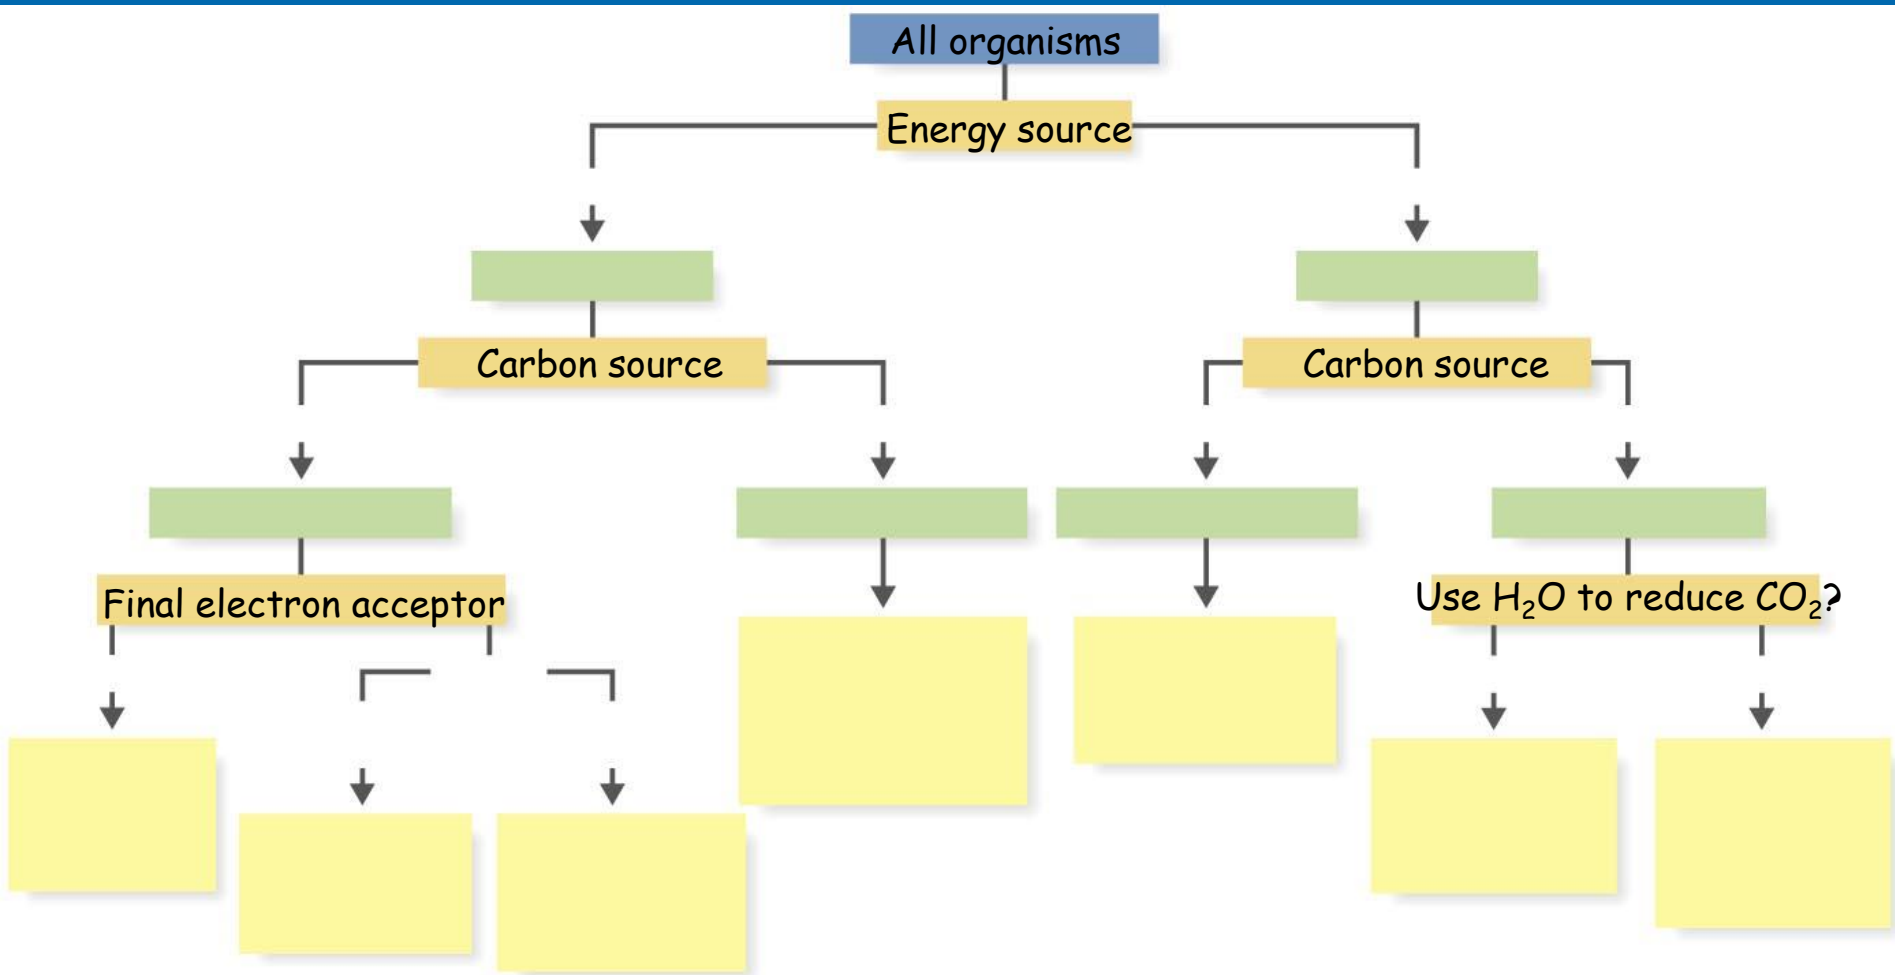 All organisms
Energy source
Carbon source
Carbon source
Final electron acceptor
Use H₂O to reduce CO₂?